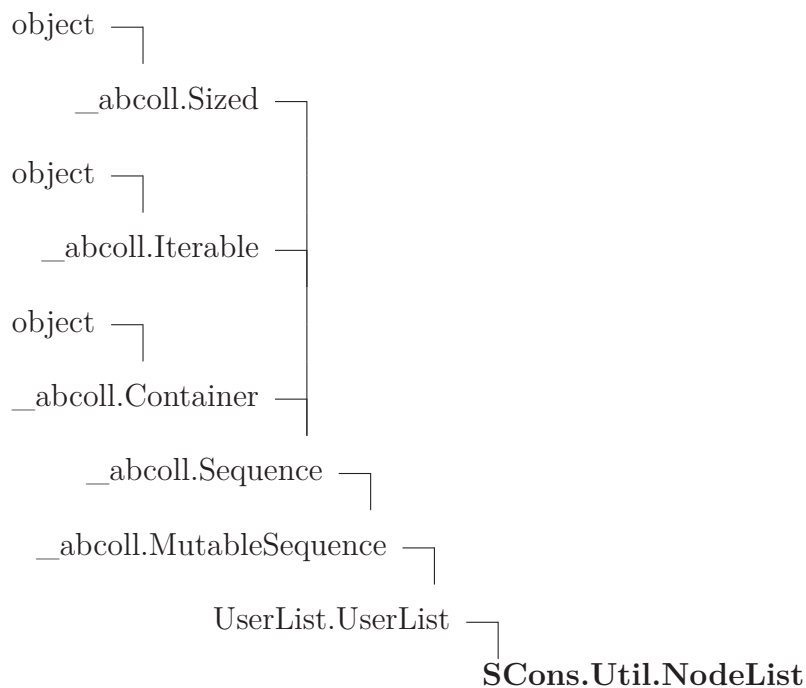 object
_abcoll.Sized
object
_abcoll.Iterable
object
_abcoll.Container
_abcoll.Sequence
_abcoll.MutableSequence
UserList.UserList
SCons.Util.NodeList